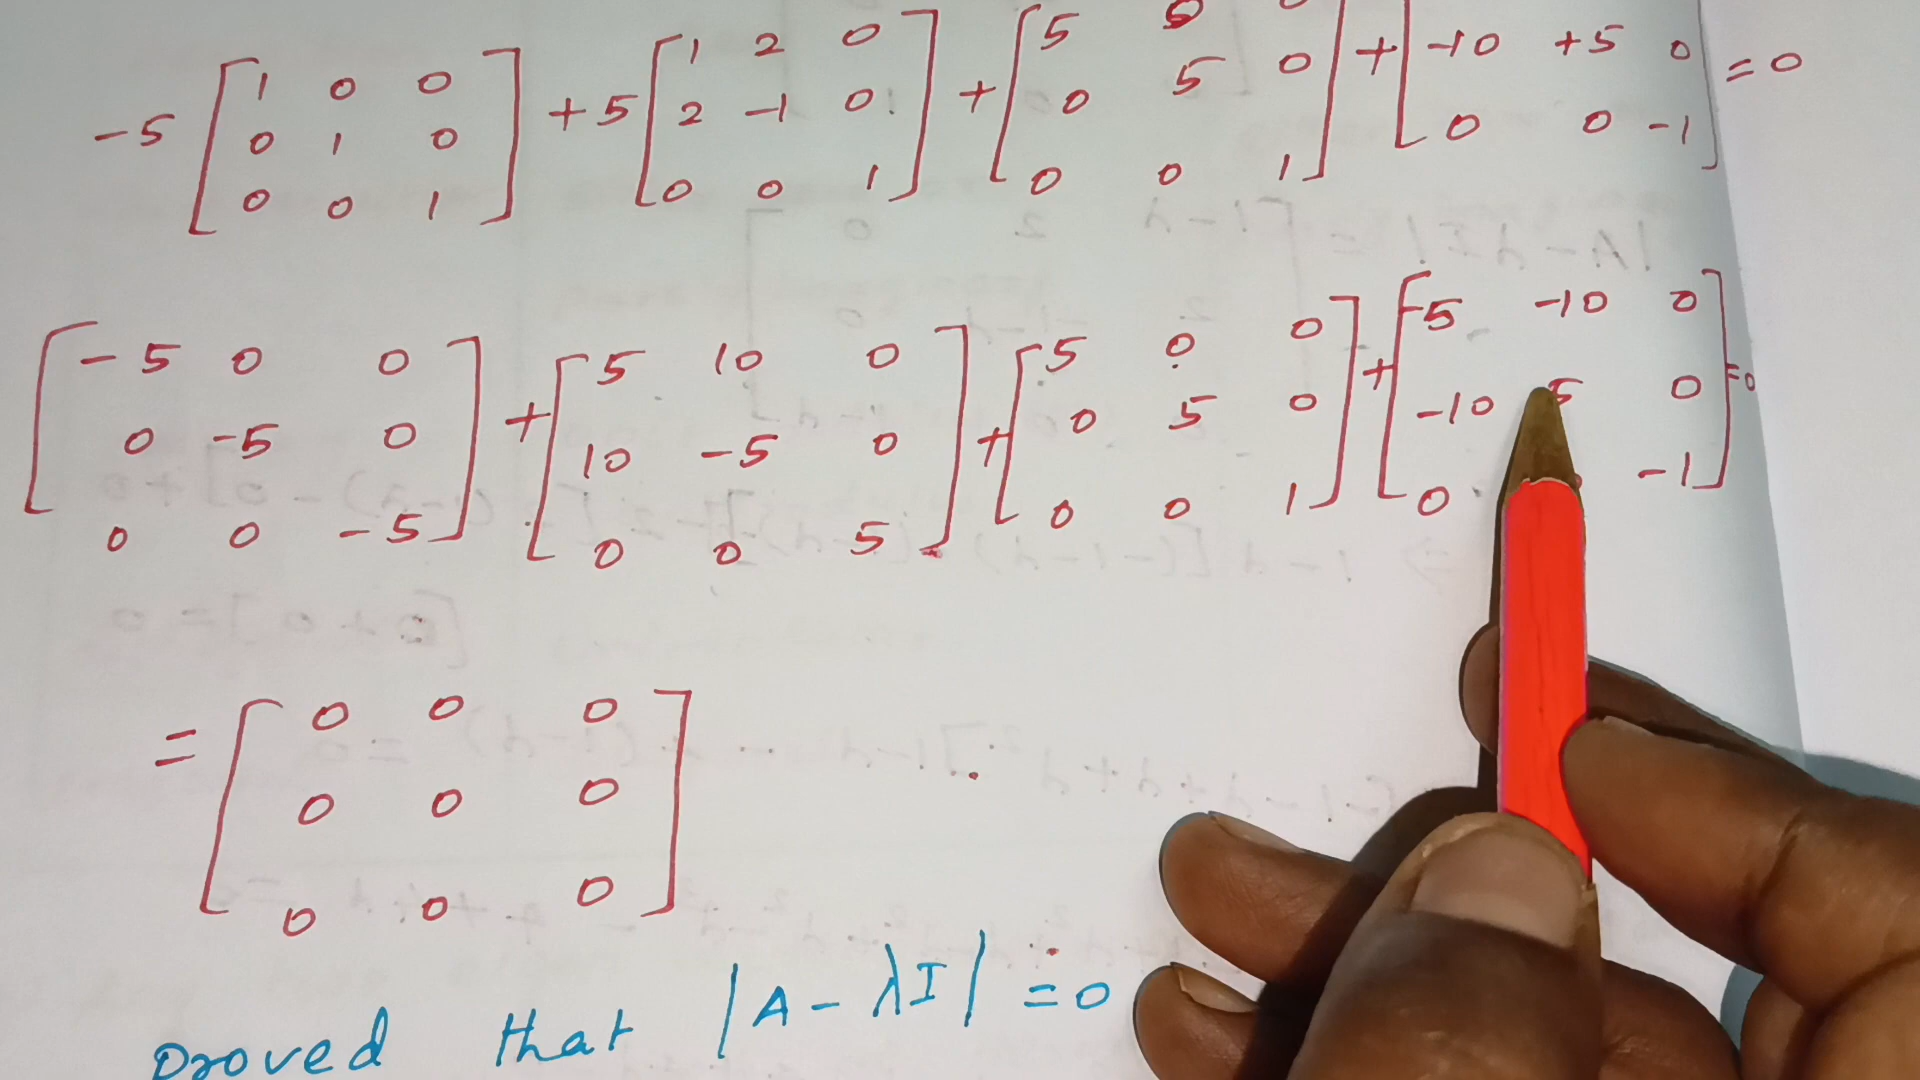 -5 [ 1 0 0 ] +5 [ 1 2 0 ] + [ 5 0 ] + [ -10 +5 0 ] =0
0 1 0 2 -1 0 0 5 0 0 0 -1
0 0 1 0 0 1 0 0 1
[ -5 0 0 ] + [ 5 10 0 ] + [ 5 0 0 ] + [ -5 -10 0 ] =0
0 -5 0 10 -5 0 0 5 0 -10 5 0
0 0 -5 0 0 5 0 0 1 0 -1
= [ 0 0 0 ]
0 0 0
0 0 0
proved that |A - λI| = 0